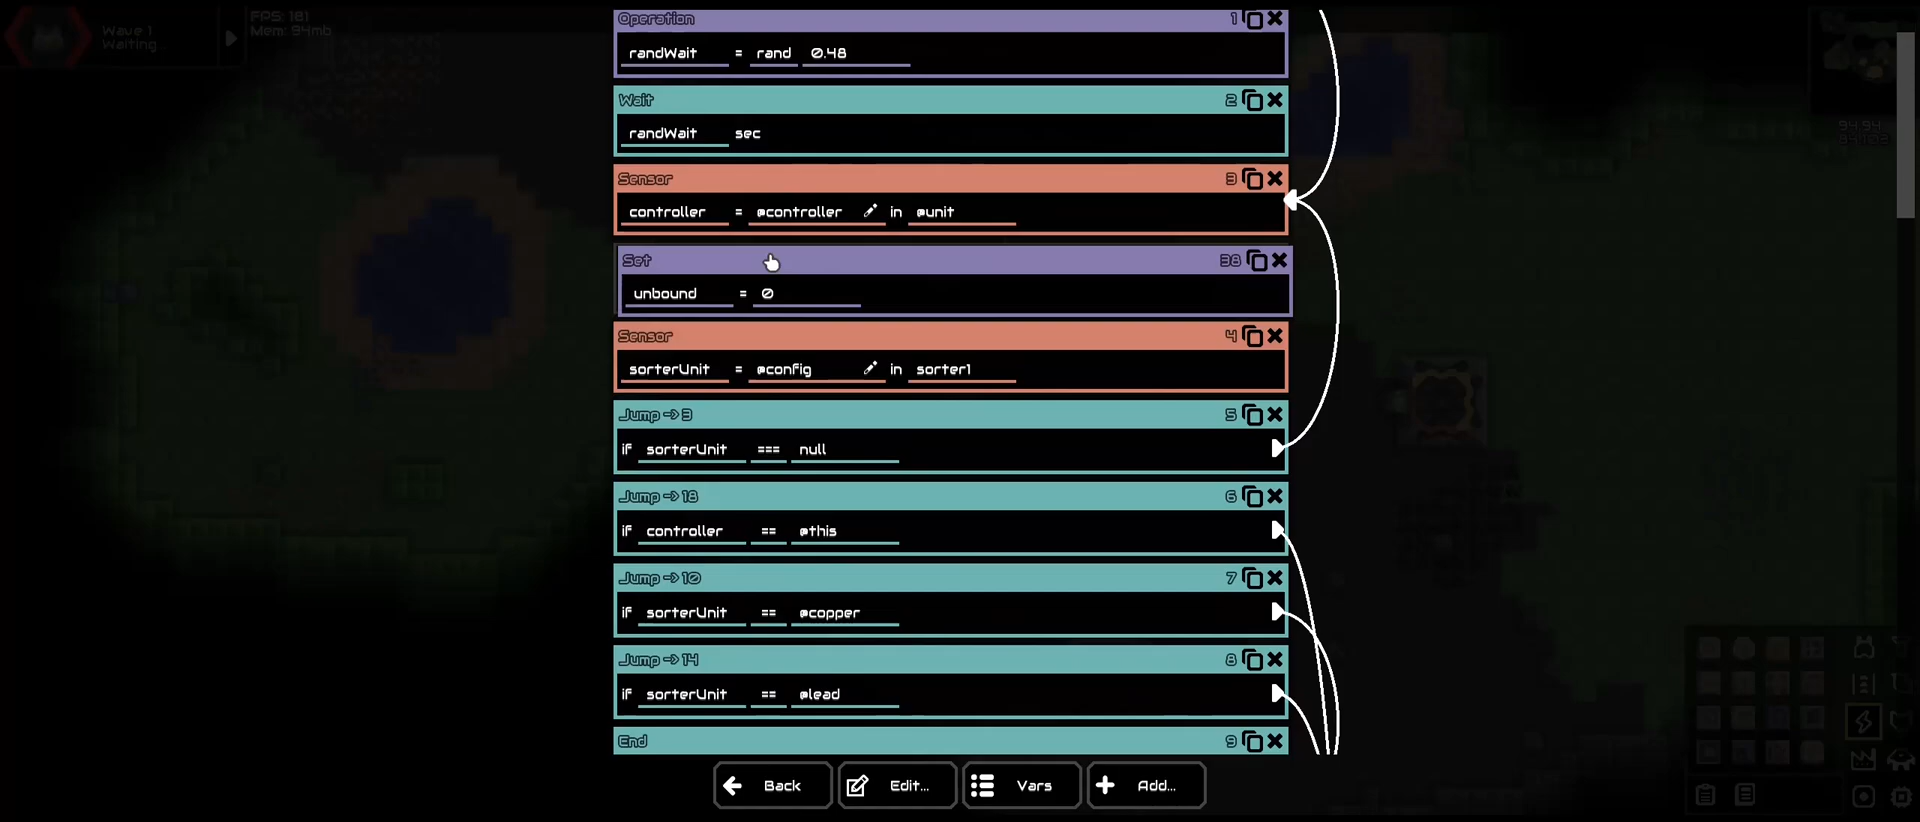 FPS: 181
Mem: 94mb
Wave 1
Waiting...
Operation 1
randWait = rand 0.48
Wait 2
randWait sec
Sensor 3
controller = @controller in @unit
Set 38
unbound = 0
Sensor 4
sorterUnit = @config in sorter1
Jump -> 3 5
if sorterUnit === null
Jump -> 18 6
if controller == @this
Jump -> 10 7
if sorterUnit == @copper
Jump -> 14 8
if sorterUnit == @lead
End 9
Back Edit... Vars Add...